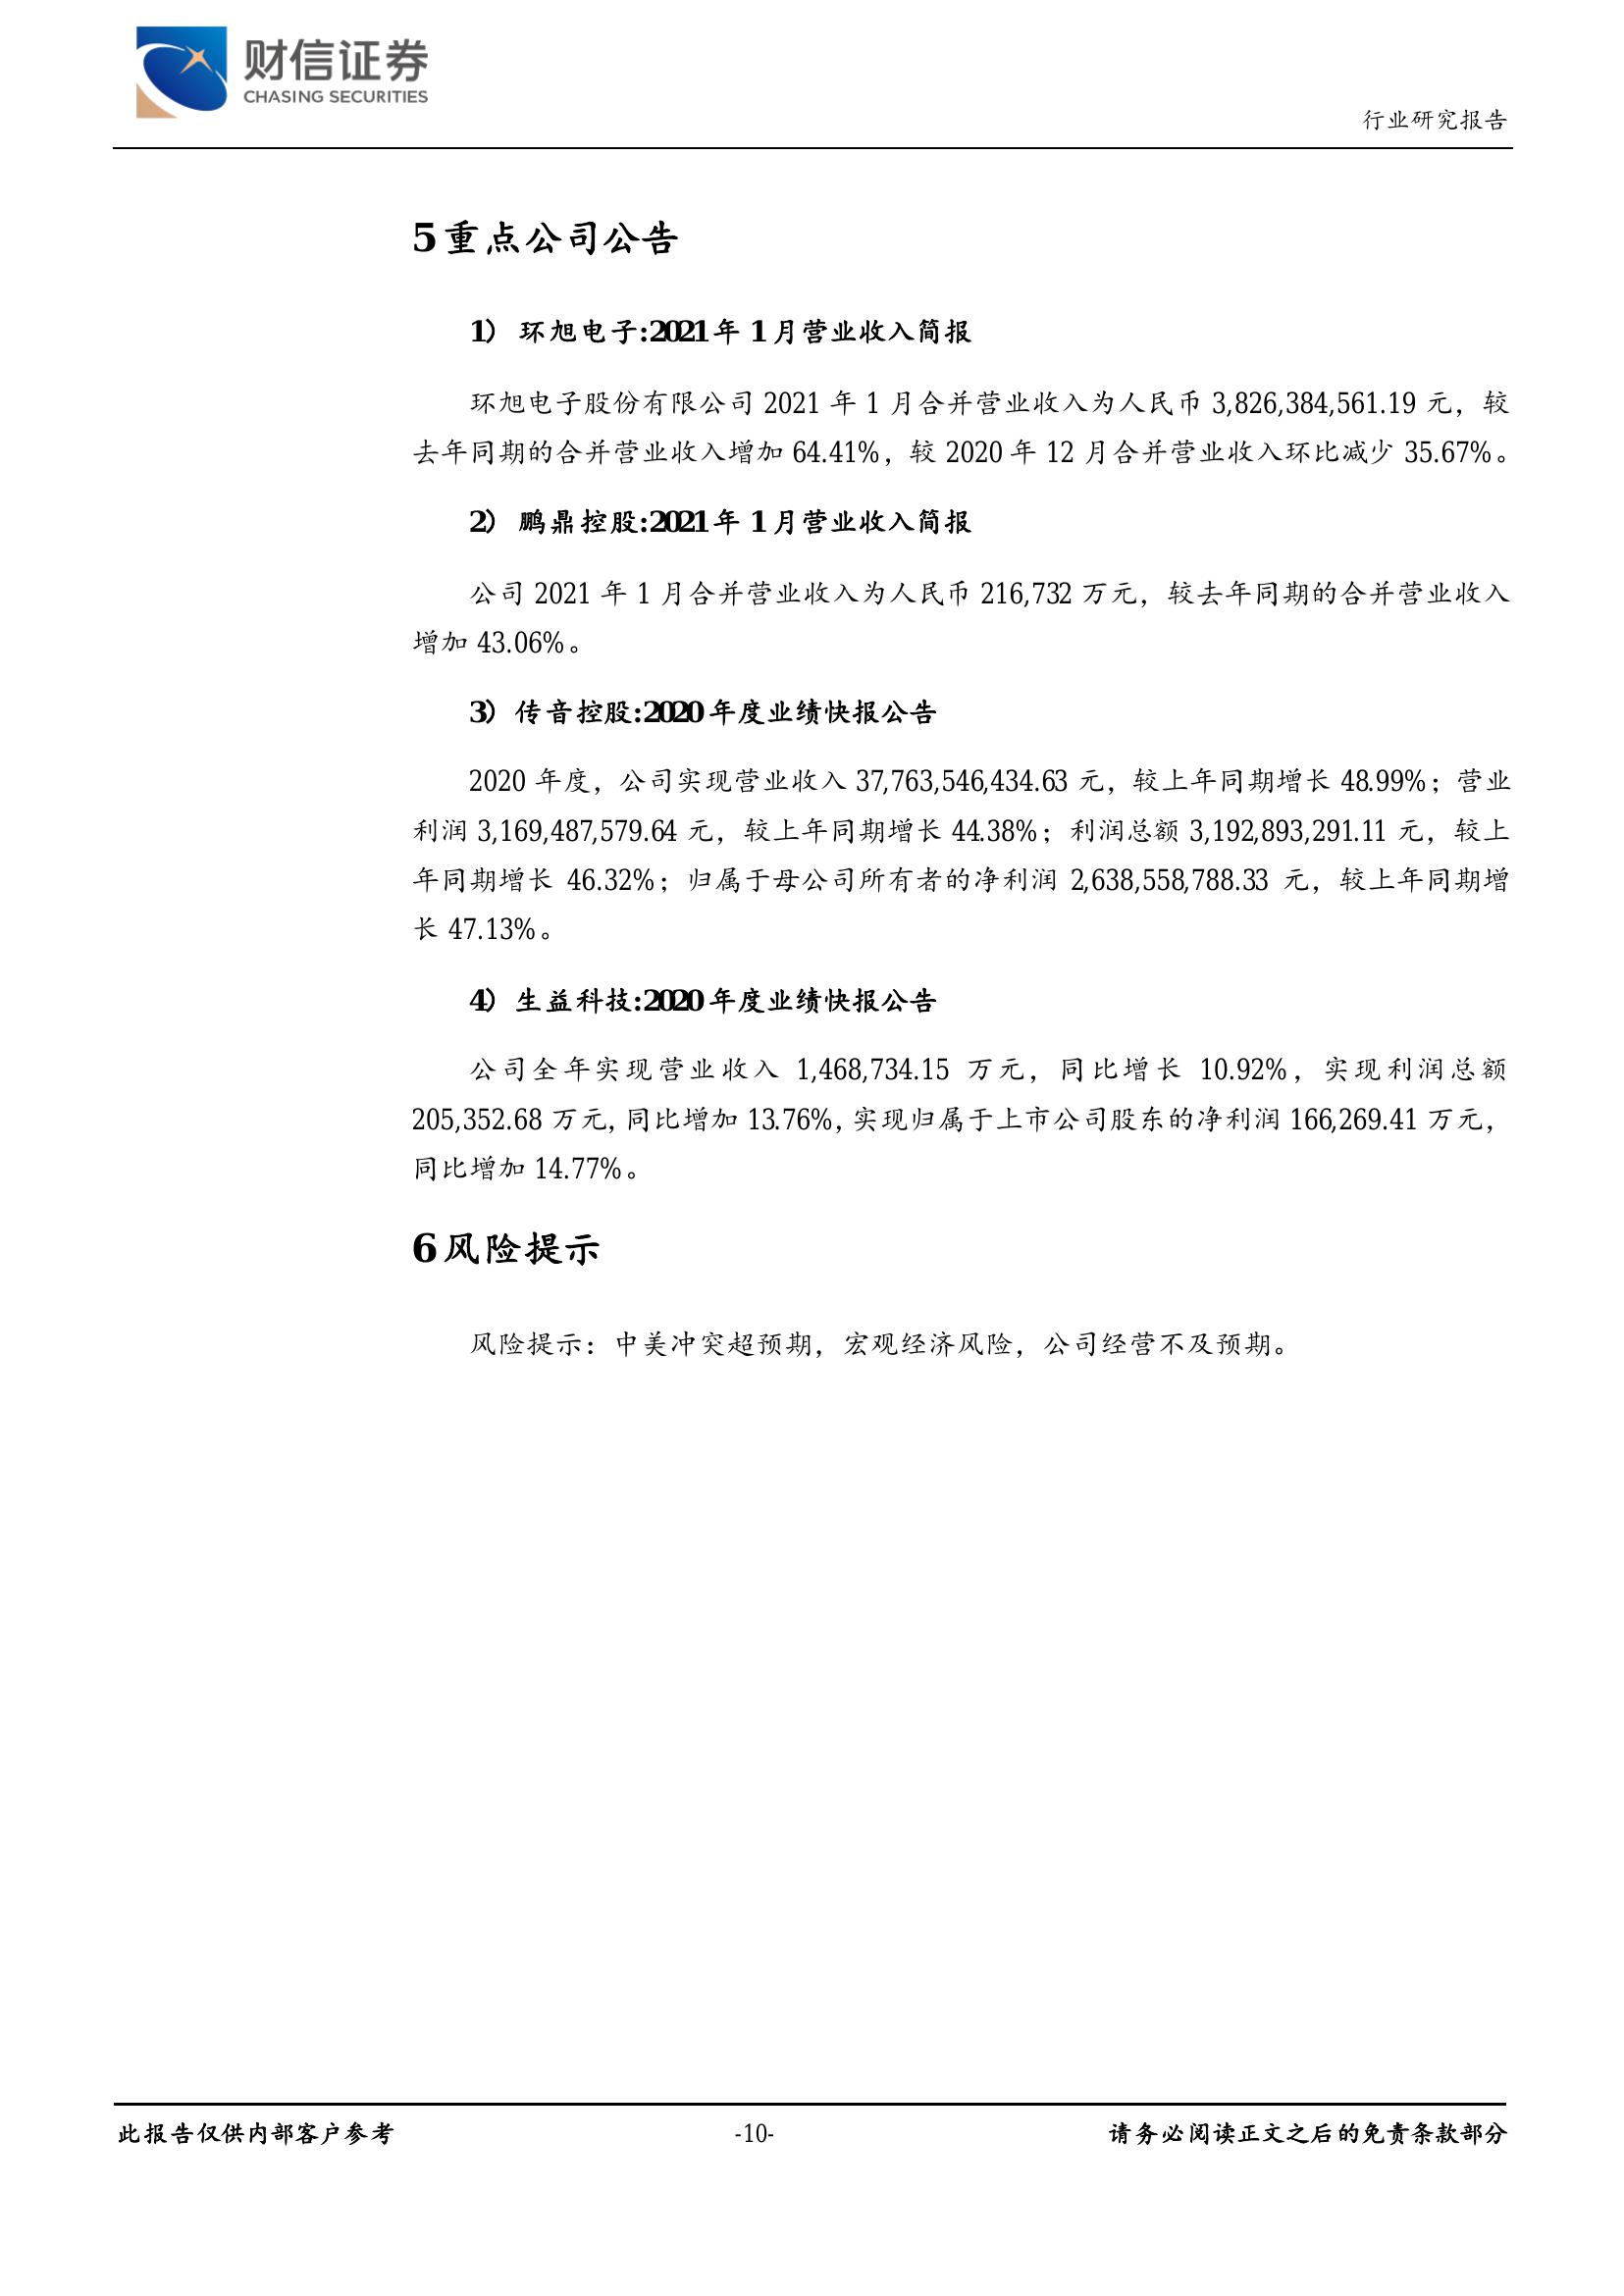 财信证券
CHASING SECURITIES
行业研究报告
5 重点公司公告
1） 环旭电子:2021 年 1 月营业收入简报
环旭电子股份有限公司 2021 年 1 月合并营业收入为人民币 3,826,384,561.19 元，较
去年同期的合并营业收入增加 64.41%，较 2020 年 12 月合并营业收入环比减少 35.67%。
2） 鹏鼎控股:2021 年 1 月营业收入简报
公司 2021 年 1 月合并营业收入为人民币 216,732 万元，较去年同期的合并营业收入
增加 43.06%。
3） 传音控股:2020 年度业绩快报公告
2020 年度，公司实现营业收入 37,763,546,434.63 元，较上年同期增长 48.99%；营业
利润 3,169,487,579.64 元，较上年同期增长 44.38%；利润总额 3,192,893,291.11 元，较上
年同期增长 46.32%；归属于母公司所有者的净利润 2,638,558,788.33 元，较上年同期增
长 47.13%。
4） 生益科技:2020 年度业绩快报公告
公司全年实现营业收入 1,468,734.15 万元，同比增长 10.92%，实现利润总额
205,352.68 万元，同比增加 13.76%，实现归属于上市公司股东的净利润 166,269.41 万元，
同比增加 14.77%。
6 风险提示
风险提示：中美冲突超预期，宏观经济风险，公司经营不及预期。
此报告仅供内部客户参考
-10-
请务必阅读正文之后的免责条款部分